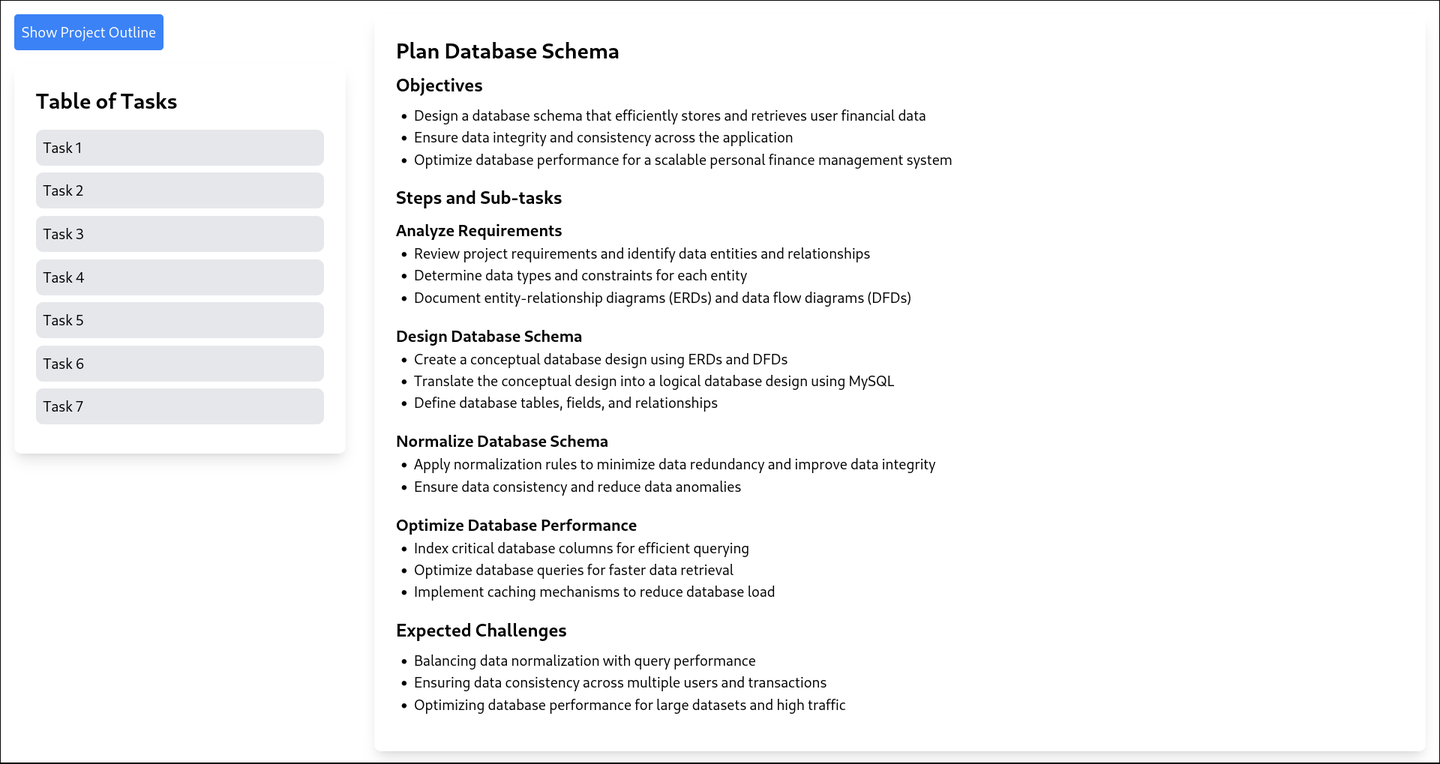 Show Project Outline
Table of Tasks
Task 1
Task 2
Task 3
Task 4
Task 5
Task 6
Task 7
Plan Database Schema
Objectives
• Design a database schema that efficiently stores and retrieves user financial data
• Ensure data integrity and consistency across the application
• Optimize database performance for a scalable personal finance management system
Steps and Sub-tasks
Analyze Requirements
• Review project requirements and identify data entities and relationships
• Determine data types and constraints for each entity
• Document entity-relationship diagrams (ERDs) and data flow diagrams (DFDs)
Design Database Schema
• Create a conceptual database design using ERDs and DFDs
• Translate the conceptual design into a logical database design using MySQL
• Define database tables, fields, and relationships
Normalize Database Schema
• Apply normalization rules to minimize data redundancy and improve data integrity
• Ensure data consistency and reduce data anomalies
Optimize Database Performance
• Index critical database columns for efficient querying
• Optimize database queries for faster data retrieval
• Implement caching mechanisms to reduce database load
Expected Challenges
• Balancing data normalization with query performance
• Ensuring data consistency across multiple users and transactions
• Optimizing database performance for large datasets and high traffic